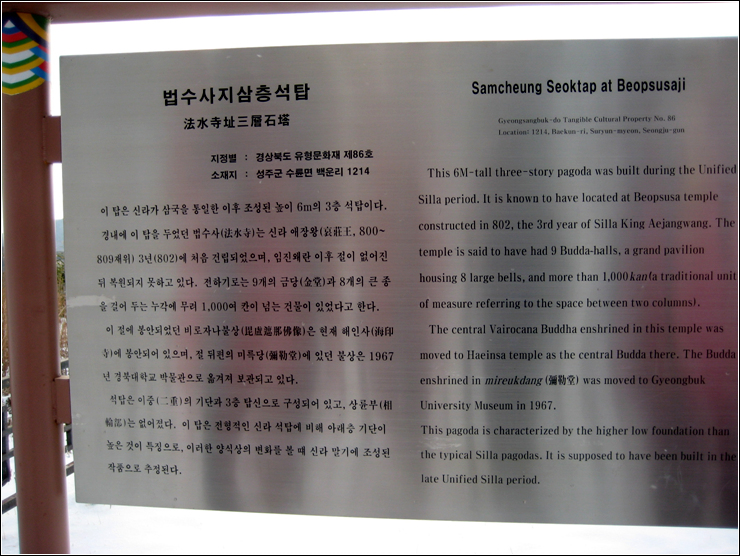 법수사지삼층석탑
法水寺址三層石塔
지정별 : 경상북도 유형문화재 제86호
소재지 : 성주군 수륜면 백운리 1214
이 탑은 신라가 삼국을 통일한 이후 조성된 높이 6m의 3층 석탑이다.
경내에 이 탑을 두었던 법수사(法水寺)는 신라 애장왕(哀莊王, 800~
809재위) 3년(802)에 처음 건립되었으며, 임진왜란 이후 절이 없어진
뒤 복원되지 못하고 있다. 전하기로는 9개의 금당(金堂)과 8개의 큰 종
을 걸어 두는 누각에 무려 1,000여 칸이 넘는 건물이 있었다고 한다.
이 절에 봉안되었던 비로자나불상(毘盧遮那佛像)은 현재 해인사(海印
寺)에 봉안되어 있으며, 절 뒤편의 미륵당(彌勒堂)에 있던 불상은 1967
년 경북대학교 박물관으로 옮겨져 보관되고 있다.
석탑은 이중(二重)의 기단과 3층 탑신으로 구성되어 있고, 상륜부(相
輪部)는 없어졌다. 이 탑은 전형적인 신라 석탑에 비해 아래층 기단이
높은 것이 특징으로, 이러한 양식상의 변화를 볼 때 신라 말기에 조성된
작품으로 추정된다.
Samcheung Seoktap at Beopsusaji
Gyeongsangbuk-do Tangible Cultural Property No. 86
Location: 1214, Baekun-ri, Suryun-myeon, Seongju-gun
This 6M-tall three-story pagoda was built during the Unified
Silla period. It is known to have located at Beopsusa temple
constructed in 802, the 3rd year of Silla King Aejangwang. The
temple is said to have had 9 Budda-halls, a grand pavilion
housing 8 large bells, and more than 1,000 kan(a traditional unit
of measure referring to the space between two columns).
The central Vairocana Buddha enshrined in this temple was
moved to Haeinsa temple as the central Budda there. The Budda
enshrined in mireukdang (彌勒堂) was moved to Gyeongbuk
University Museum in 1967.
This pagoda is characterized by the higher low foundation than
the typical Silla pagodas. It is supposed to have been built in the
late Unified Silla period.